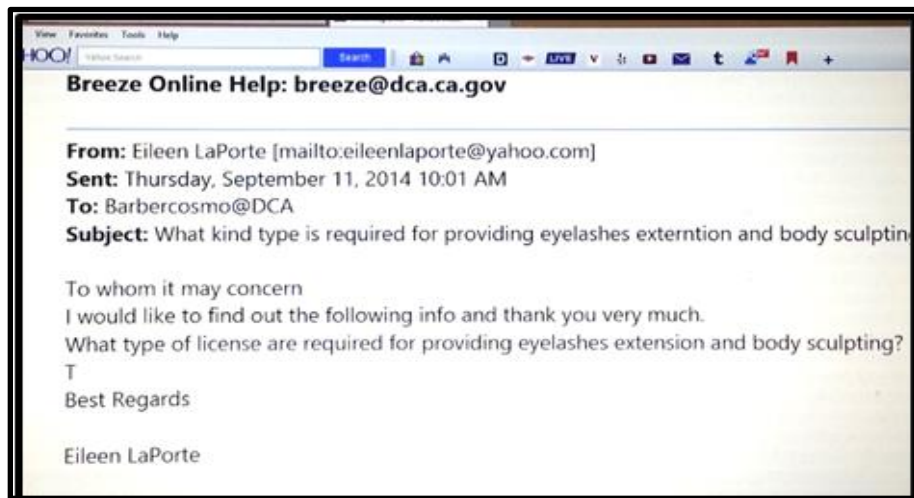 View Favorites Tools Help
HOO! Yahoo Search Search LIVE t +
Breeze Online Help: breeze@dca.ca.gov
From: Eileen LaPorte [mailto:eileenlaporte@yahoo.com]
Sent: Thursday, September 11, 2014 10:01 AM
To: Barbercosmo@DCA
Subject: What kind type is required for providing eyelashes externtion and body sculptin
To whom it may concern
I would like to find out the following info and thank you very much.
What type of license are required for providing eyelashes extension and body sculpting?
T
Best Regards
Eileen LaPorte